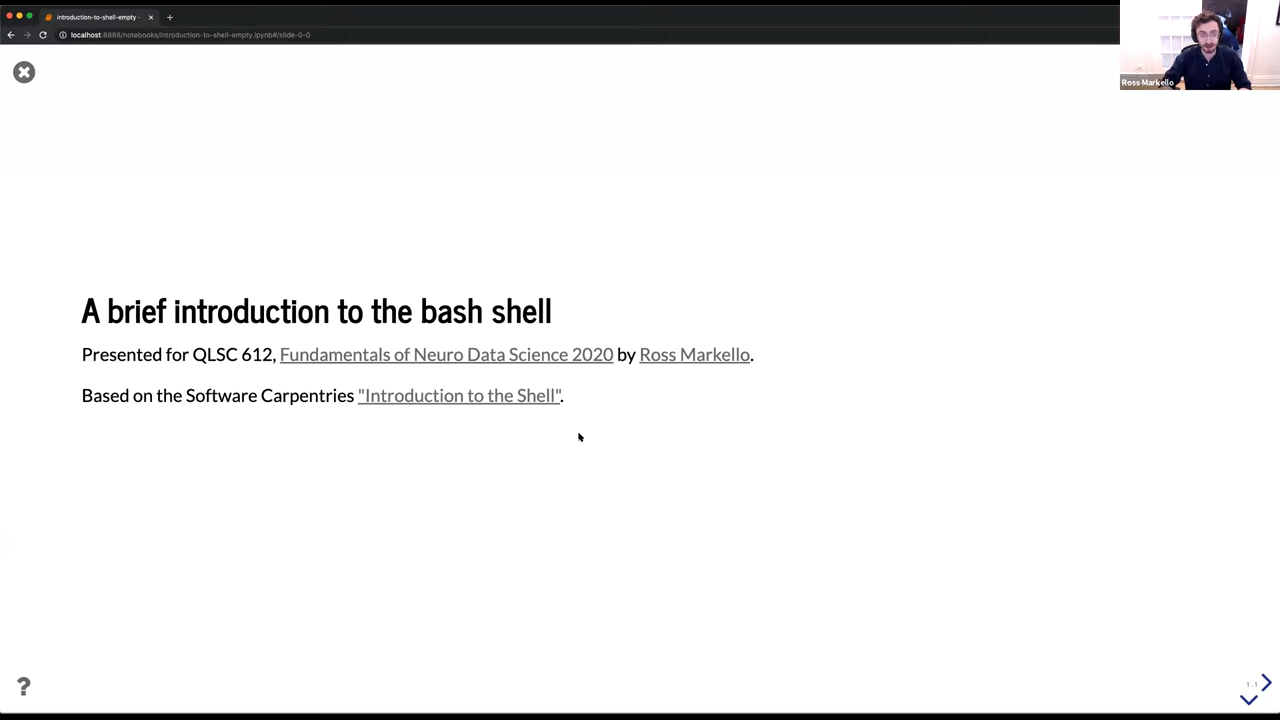 introduction-to-shell-empty -
localhost:8888/notebooks/introduction-to-shell-empty.ipynb#/slide-0-0
Ross Markello
A brief introduction to the bash shell
Presented for QLSC 612, Fundamentals of Neuro Data Science 2020 by Ross Markello.
Based on the Software Carpentries "Introduction to the Shell".
?
1.1